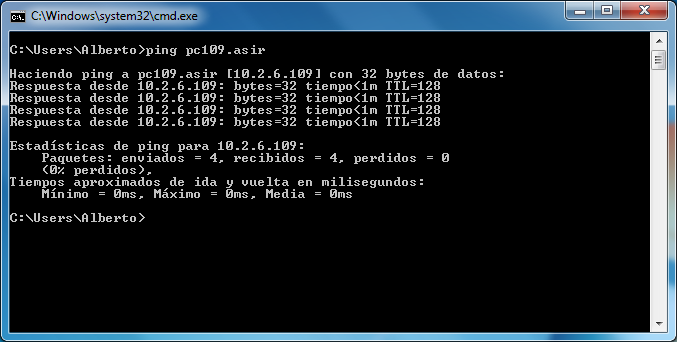 C:\Windows\system32\cmd.exe
C:\Users\Alberto>ping pc109.asir
Haciendo ping a pc109.asir [10.2.6.109] con 32 bytes de datos:
Respuesta desde 10.2.6.109: bytes=32 tiempo<1m TTL=128
Respuesta desde 10.2.6.109: bytes=32 tiempo<1m TTL=128
Respuesta desde 10.2.6.109: bytes=32 tiempo<1m TTL=128
Respuesta desde 10.2.6.109: bytes=32 tiempo<1m TTL=128
Estadísticas de ping para 10.2.6.109:
Paquetes: enviados = 4, recibidos = 4, perdidos = 0
(0% perdidos),
Tiempos aproximados de ida y vuelta en milisegundos:
Mínimo = 0ms, Máximo = 0ms, Media = 0ms
C:\Users\Alberto>